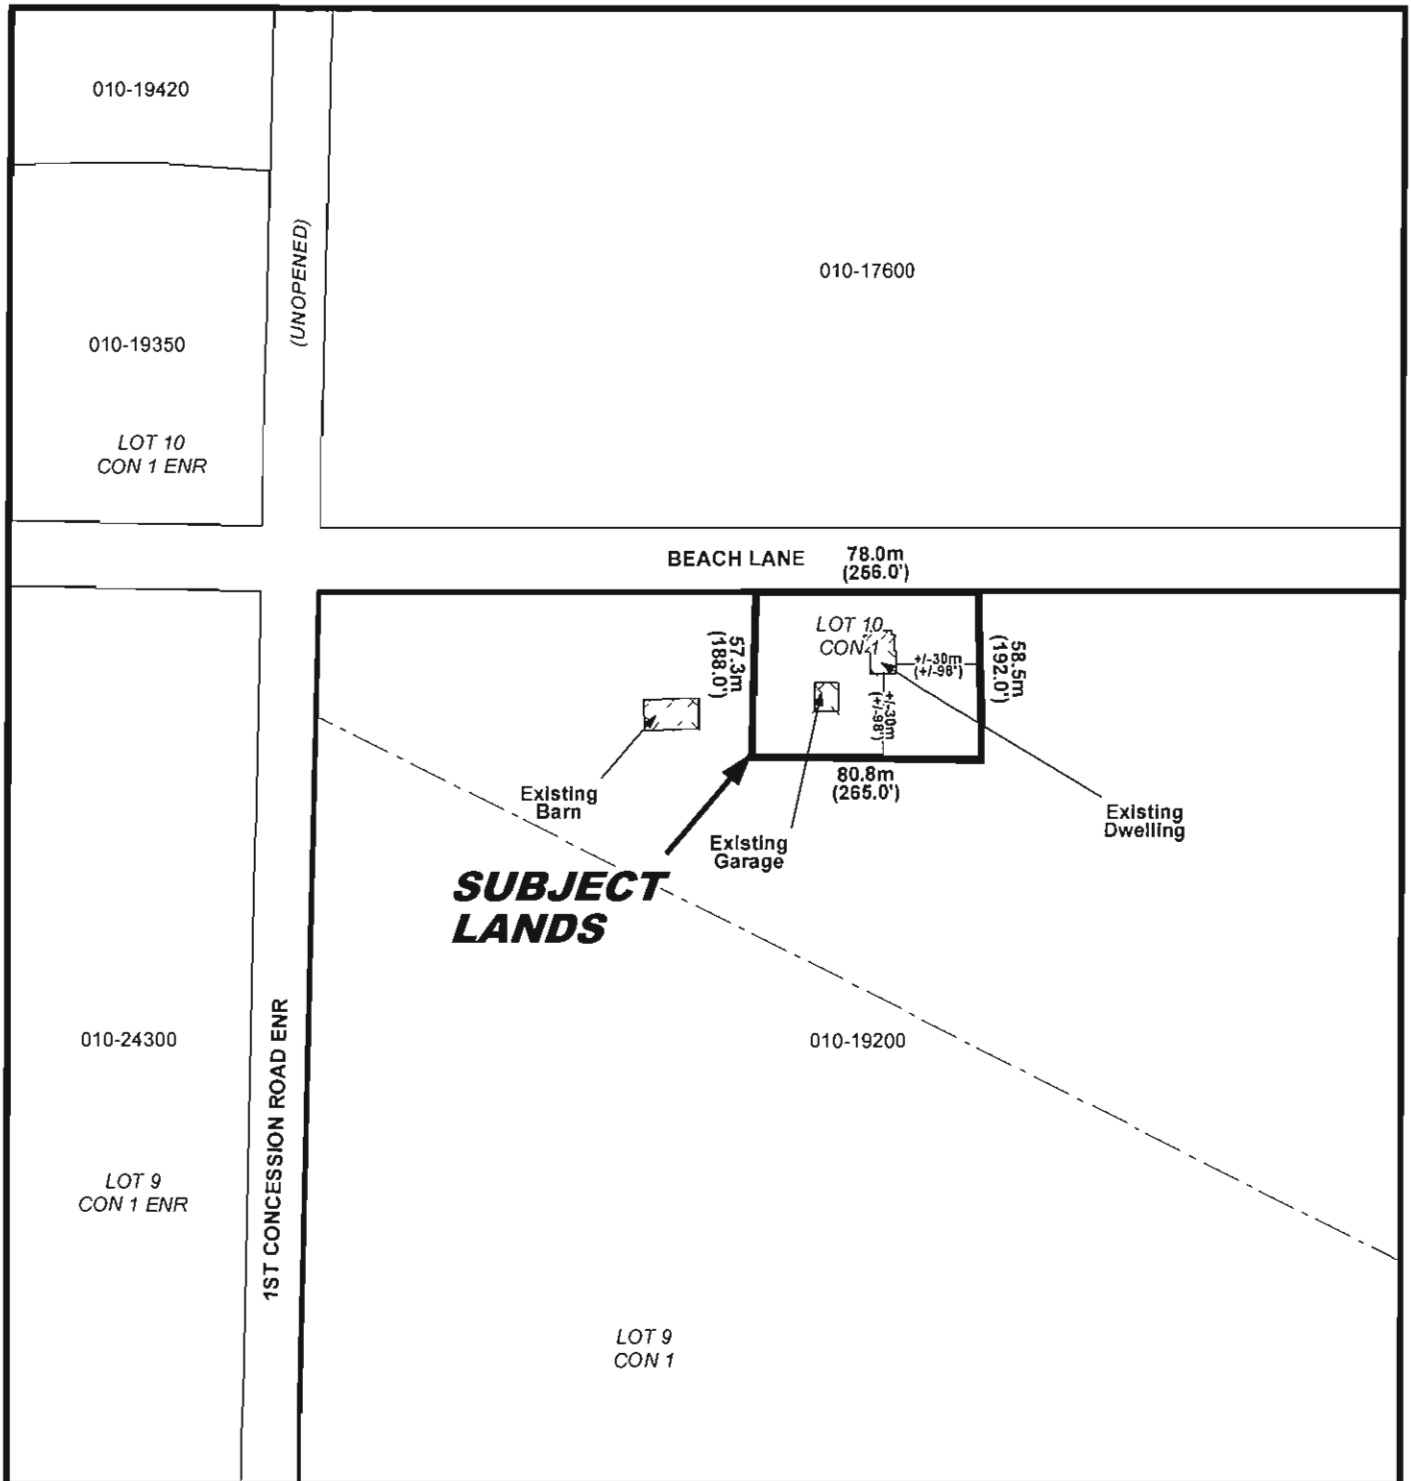 010-19420
(UNOPENED)
010-17600
010-19350
LOT 10
CON 1 ENR
BEACH LANE
78.0m
(256.0')
LOT 10
CON 1
57.3m
(188.0')
+/-30m
(+/-98')
58.5m
(192.0')
+/-30m
(+/-98')
80.8m
(265.0')
Existing
Barn
Existing
Garage
Existing
Dwelling
SUBJECT
LANDS
010-24300
1ST CONCESSION ROAD ENR
010-19200
LOT 9
CON 1 ENR
LOT 9
CON 1